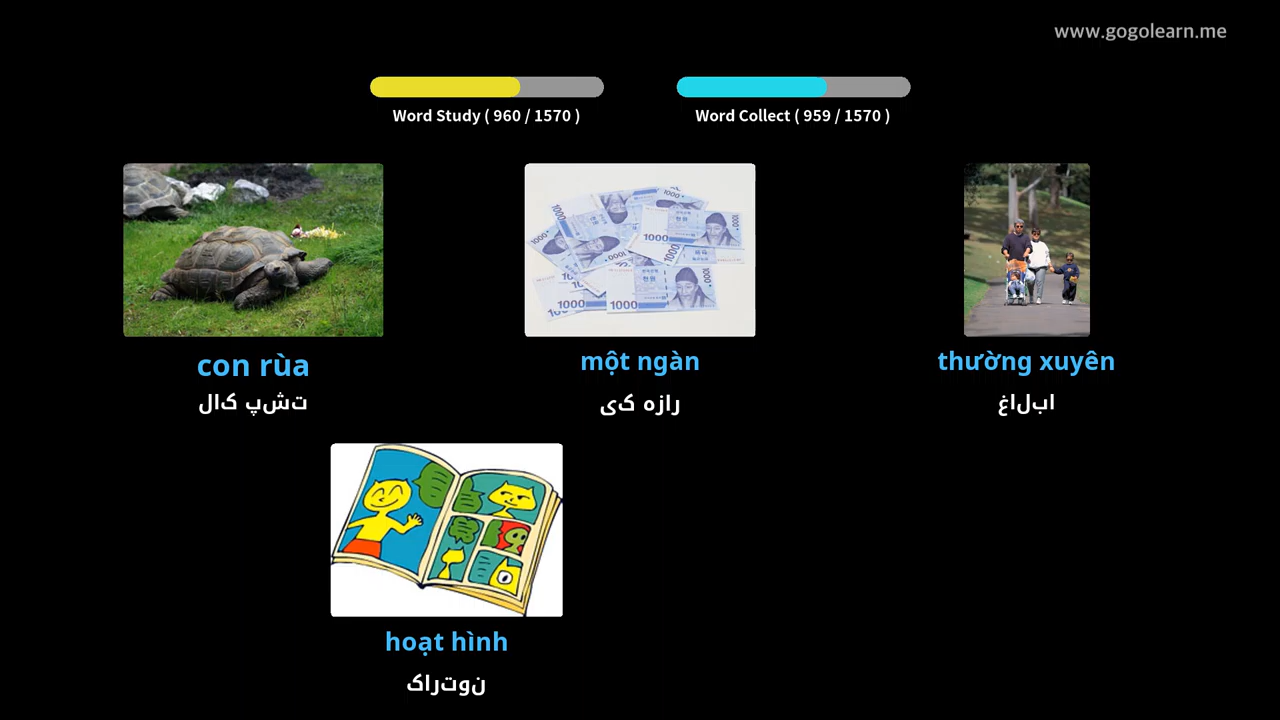 www.gogolearn.me
Word Study ( 960 / 1570 )
Word Collect ( 959 / 1570 )
con rùa
تشپ کال
một ngàn
رازه کی
thường xuyên
ابلاغ
hoạt hình
نوتراک